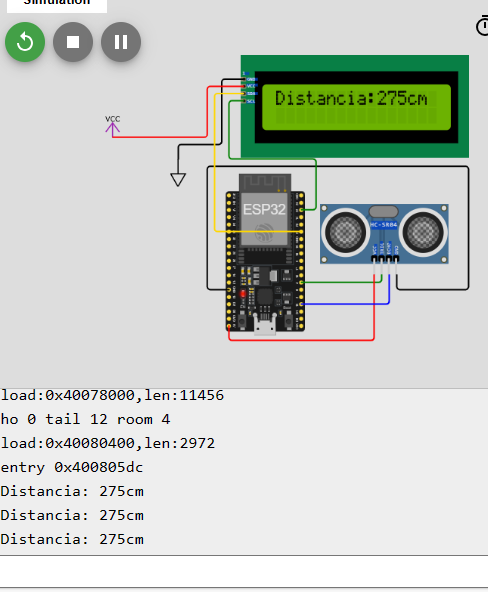 Simulation
Distancia:275cm
VCC
ESP32
HC-SR04
load:0x40078000,len:11456
ho 0 tail 12 room 4
load:0x40080400,len:2972
entry 0x400805dc
Distancia: 275cm
Distancia: 275cm
Distancia: 275cm